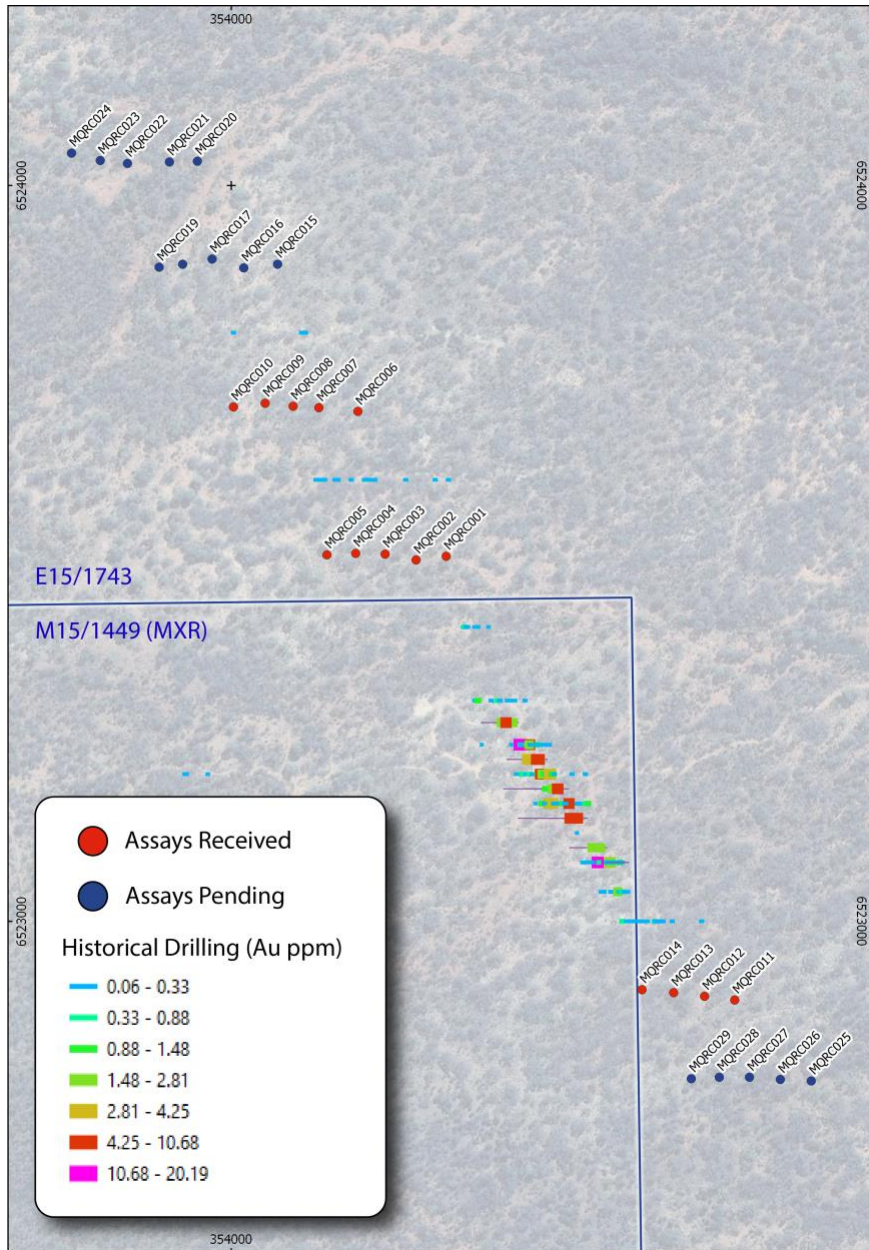 354000
MQRC024
MQRC023
MQRC022
MQRC021
MQRC020
6524000
6524000
MQRC019
MQRC017
MQRC016
MQRC015
MQRC010
MQRC009
MQRC008
MQRC007
MQRC006
MQRC005
MQRC004
MQRC003
MQRC002
MQRC001
E15/1743
M15/1449 (MXR)
Assays Received
Assays Pending
Historical Drilling (Au ppm)
0.06 - 0.33
0.33 - 0.88
0.88 - 1.48
1.48 - 2.81
2.81 - 4.25
4.25 - 10.68
10.68 - 20.19
6523000
6523000
MQRC014
MQRC013
MQRC012
MQRC011
MQRC029
MQRC028
MQRC027
MQRC026
MQRC025
354000